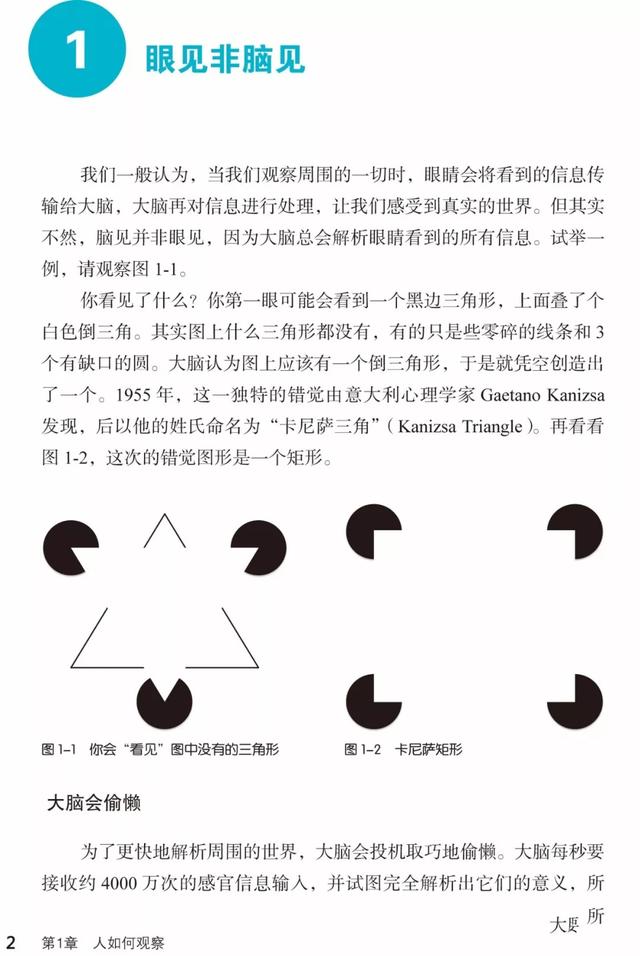 1
眼见非脑见
我们一般认为，当我们观察周围的一切时，眼睛会将看到的信息传
输给大脑，大脑再对信息进行处理，让我们感受到真实的世界。但其实
不然，脑见并非眼见，因为大脑总会解析眼睛看到的所有信息。试举一
例，请观察图 1-1。
你看见了什么？你第一眼可能会看到一个黑边三角形，上面叠了个
白色倒三角。其实图上什么三角形都没有，有的只是些零碎的线条和 3
个有缺口的圆。大脑认为图上应该有一个倒三角形，于是就凭空创造出
了一个。1955 年，这一独特的错觉由意大利心理学家 Gaetano Kanizsa
发现，后以他的姓氏命名为“卡尼萨三角”（Kanizsa Triangle）。再看看
图 1-2，这次的错觉图形是一个矩形。
图 1-1 你会“看见”图中没有的三角形
图 1-2 卡尼萨矩形
大脑会偷懒
为了更快地解析周围的世界，大脑会投机取巧地偷懒。大脑每秒要
接收约 4000 万次的感官信息输入，并试图完全解析出它们的意义，所
大 所
2 第1章 人如何观察